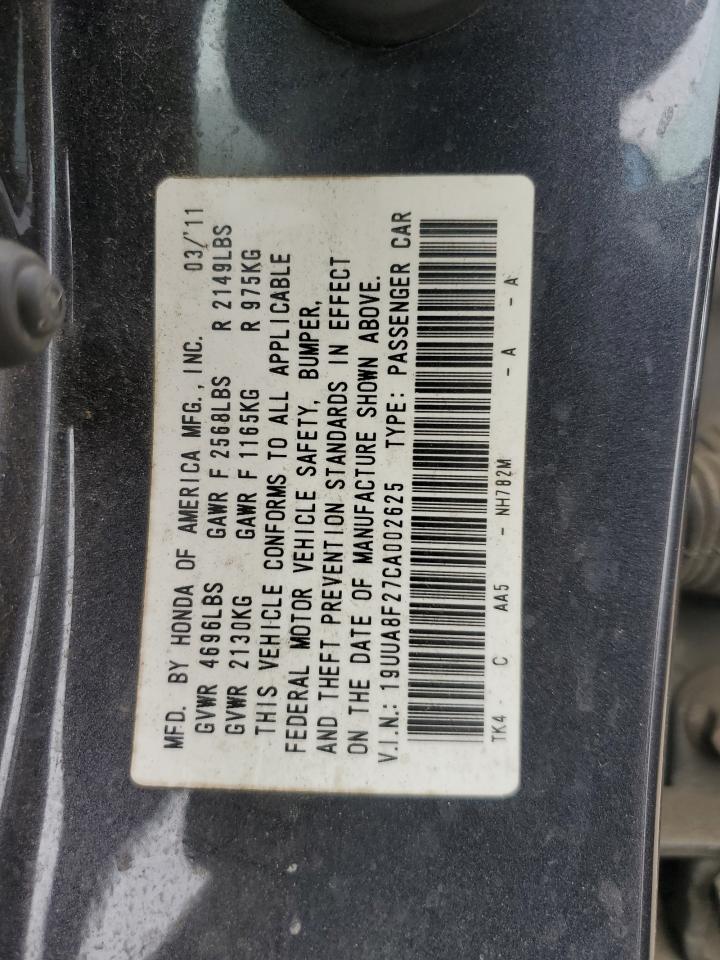 MFD. BY HONDA OF AMERICA MFG., INC. 03/'11
GVWR 4696LBS GAWR F 2568LBS R 2149LBS
GVWR 2130KG GAWR F 1165KG R 975KG
THIS VEHICLE CONFORMS TO ALL APPLICABLE
FEDERAL MOTOR VEHICLE SAFETY, BUMPER,
AND THEFT PREVENTION STANDARDS IN EFFECT
ON THE DATE OF MANUFACTURE SHOWN ABOVE.
V.I.N.: 19UUA8F27CA002625 TYPE: PASSENGER CAR
TK4 - C AA5 - NH782M - A - A